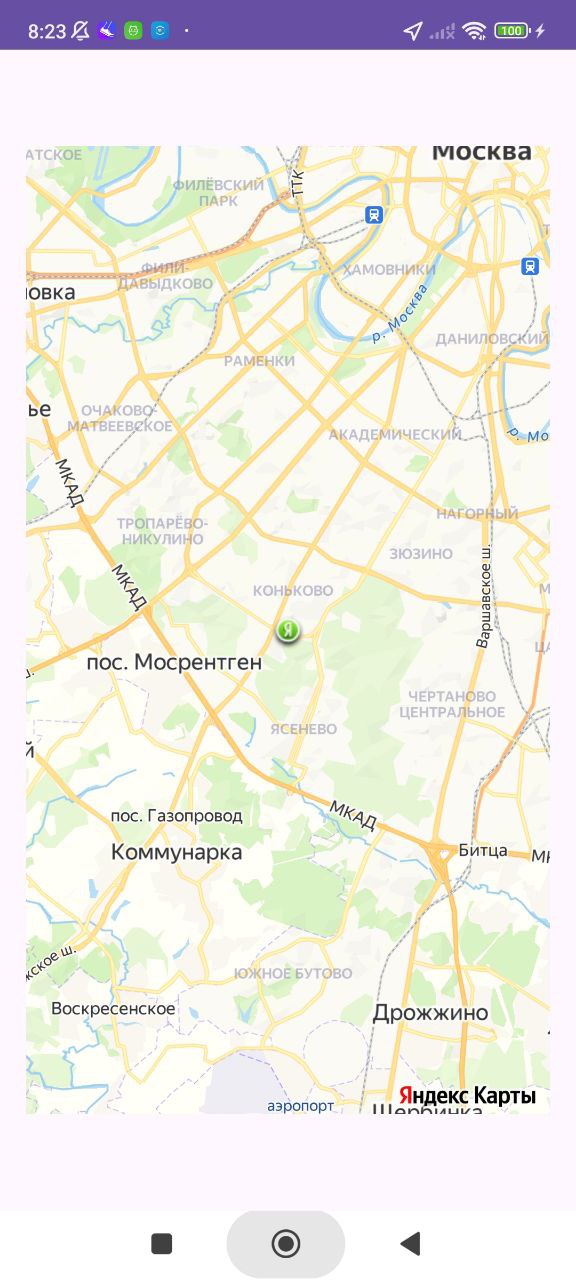 8:23
100
Москва
АТСКОЕ
ФИЛЁВСКИЙ
ПАРК
ТТК
ФИЛИ-
ДАВЫДКОВО
ХАМОВНИКИ
овка
р. Москва
ДАНИЛОВСКИЙ
РАМЕНКИ
ье
ОЧАКОВО-
МАТВЕЕВСКОЕ
АКАДЕМИЧЕСКИЙ
р. Мо
МКАД
НАГОРНЫЙ
ТРОПАРЁВО-
НИКУЛИНО
ЗЮЗИНО
МКАД
КОНЬКОВО
Варшавское ш.
Я
пос. Мосрентген
ЧЕРТАНОВО
ЦЕНТРАЛЬНОЕ
ЯСЕНЕВО
й
МКАД
пос. Газопровод
Коммунарка
Битца
МК
кское ш.
ЮЖНОЕ БУТОВО
Воскресенское
Дрожжино
Яндекс Карты
аэропорт
Щербинка